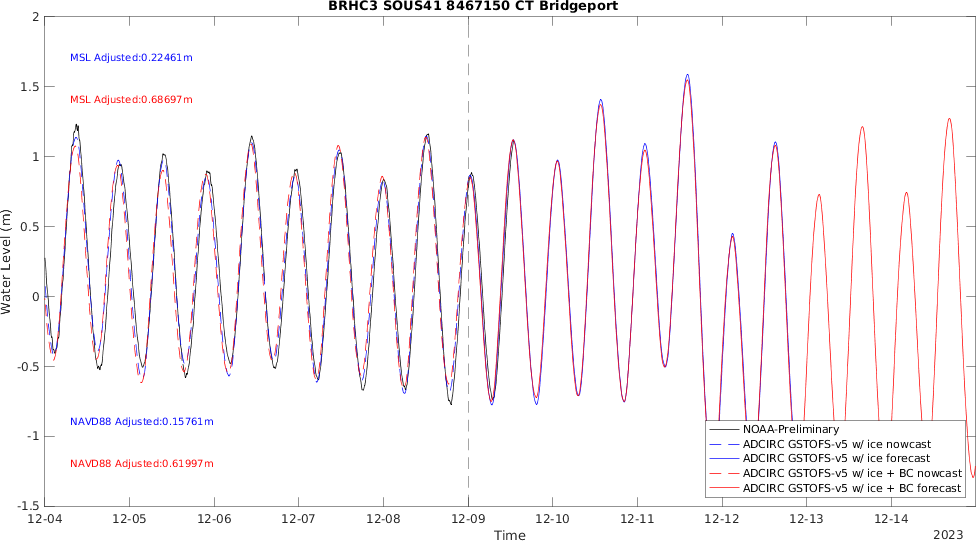 BRHC3 SOUS41 8467150 CT Bridgeport
2
1.5
1
0.5
0
-0.5
-1
-1.5
Water Level (m)
MSL Adjusted:0.22461m
MSL Adjusted:0.68697m
NAVD88 Adjusted:0.15761m
NAVD88 Adjusted:0.61997m
NOAA-Preliminary
ADCIRC GSTOFS-v5 w/ ice nowcast
ADCIRC GSTOFS-v5 w/ ice forecast
ADCIRC GSTOFS-v5 w/ ice + BC nowcast
ADCIRC GSTOFS-v5 w/ ice + BC forecast
12-04 12-05 12-06 12-07 12-08 12-09 12-10 12-11 12-12 12-13 12-14
Time
2023